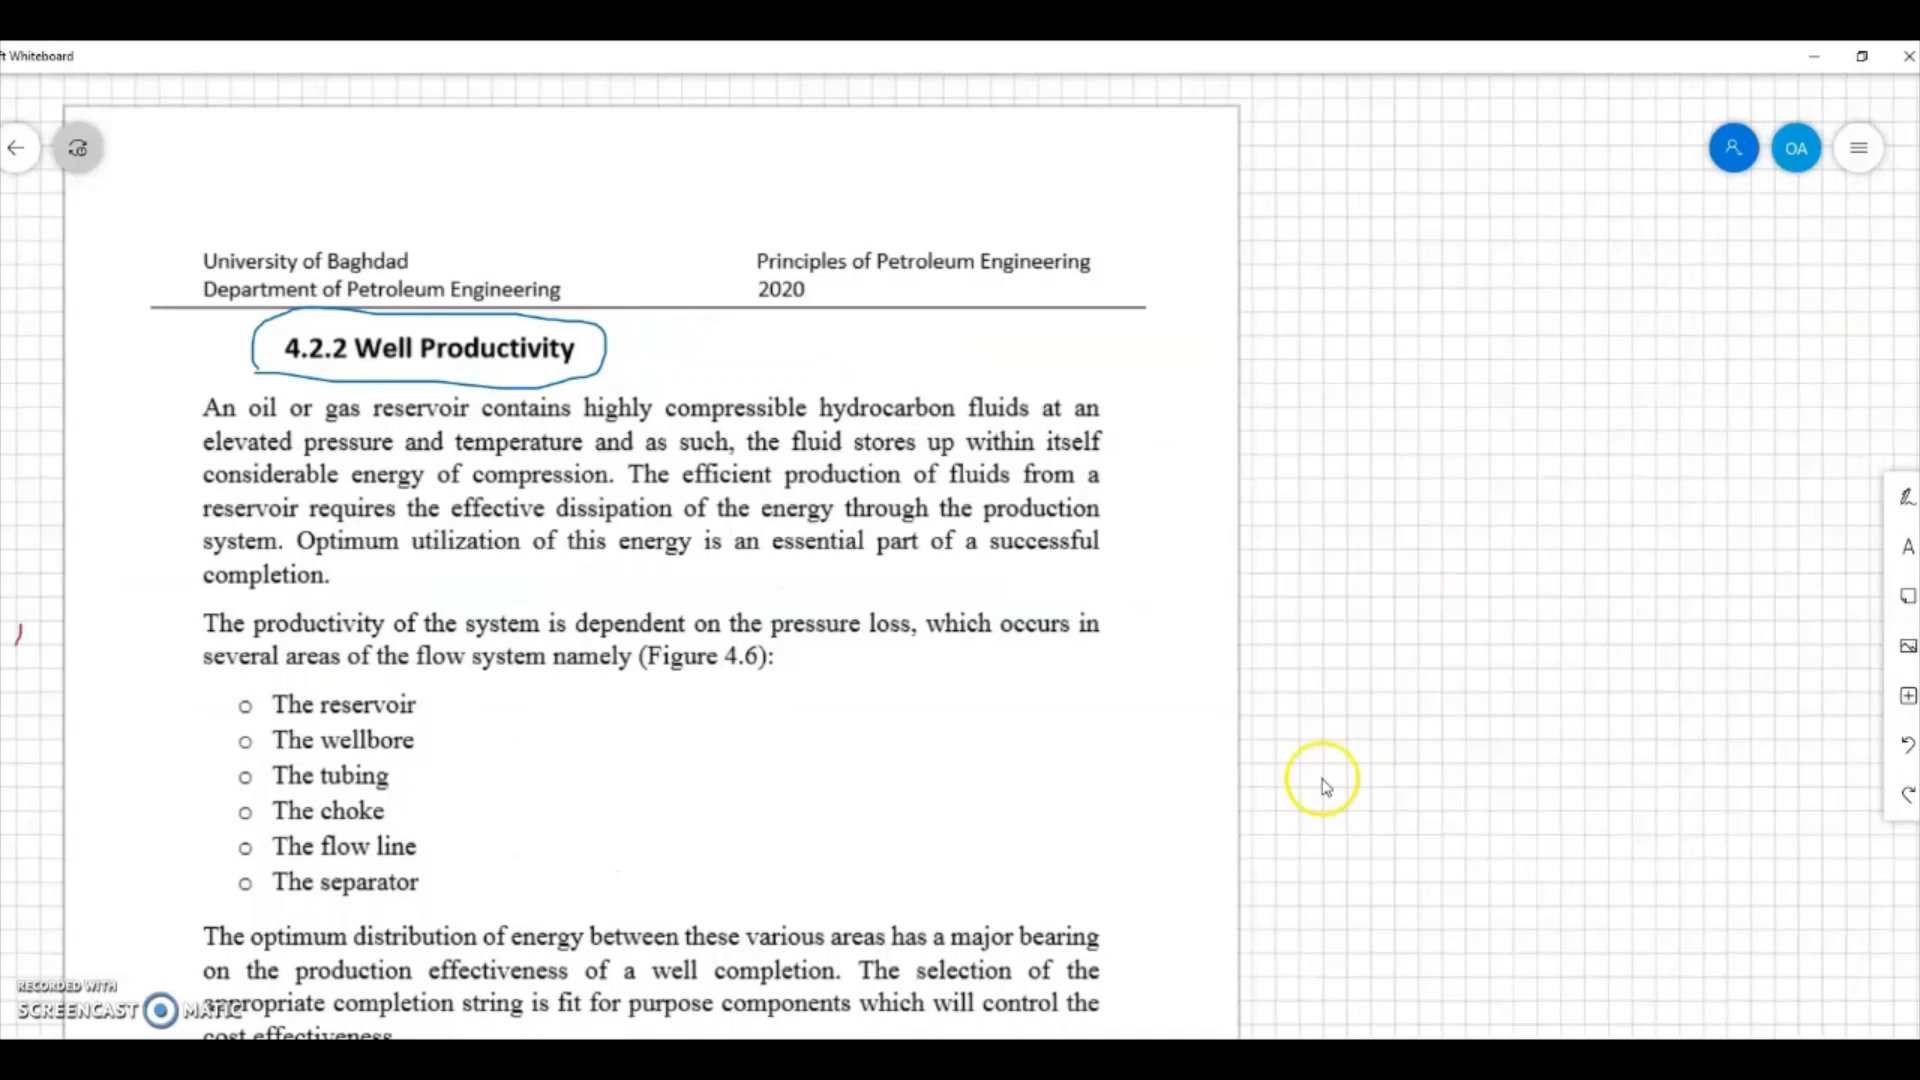 ft Whiteboard
OA
University of Baghdad Principles of Petroleum Engineering
Department of Petroleum Engineering 2020
4.2.2 Well Productivity
An oil or gas reservoir contains highly compressible hydrocarbon fluids at an
elevated pressure and temperature and as such, the fluid stores up within itself
considerable energy of compression. The efficient production of fluids from a
reservoir requires the effective dissipation of the energy through the production
system. Optimum utilization of this energy is an essential part of a successful
completion.
The productivity of the system is dependent on the pressure loss, which occurs in
several areas of the flow system namely (Figure 4.6):
o The reservoir
o The wellbore
o The tubing
o The choke
o The flow line
o The separator
The optimum distribution of energy between these various areas has a major bearing
on the production effectiveness of a well completion. The selection of the
appropriate completion string is fit for purpose components which will control the
cost effectiveness.
RECORDED WITH
SCREENCAST MATIC
A